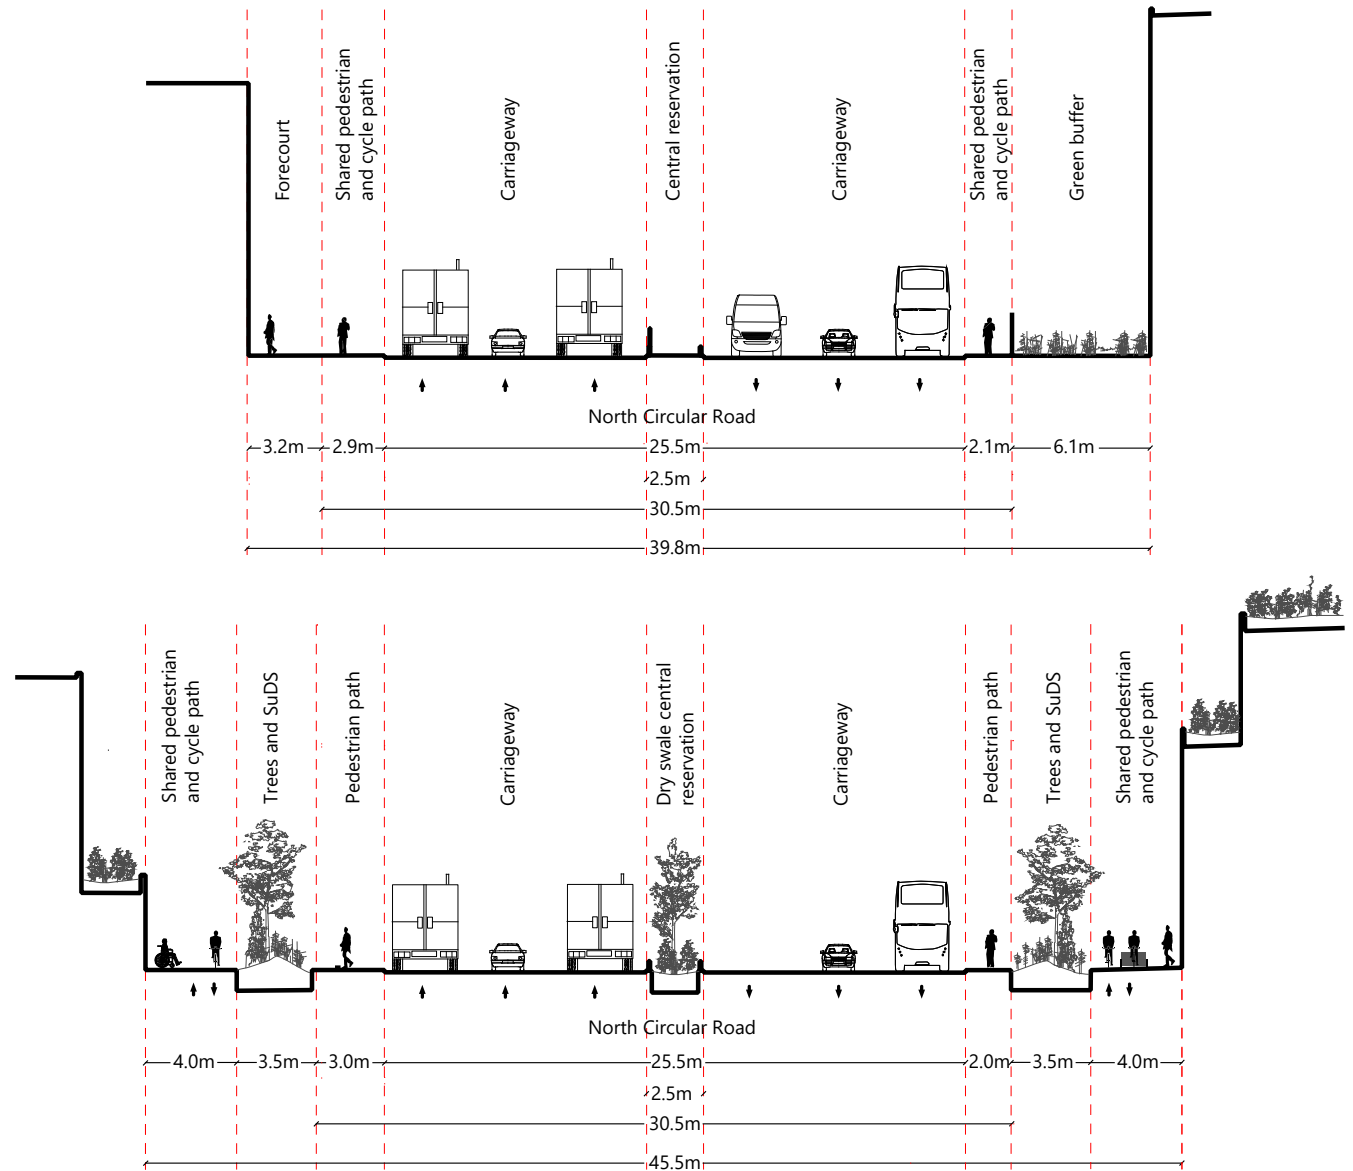 Forecourt
Shared pedestrian
and cycle path
Carriageway
Central reservation
Carriageway
Shared pedestrian
and cycle path
Green buffer
North Circular Road
3.2m
2.9m
25.5m
2.1m
6.1m
2.5m
30.5m
39.8m
Shared pedestrian
and cycle path
Trees and SuDS
Pedestrian path
Carriageway
Dry swale central
reservation
Carriageway
Pedestrian path
Trees and SuDS
Shared pedestrian
and cycle path
North Circular Road
4.0m
3.5m
3.0m
25.5m
2.0m
3.5m
4.0m
2.5m
30.5m
45.5m